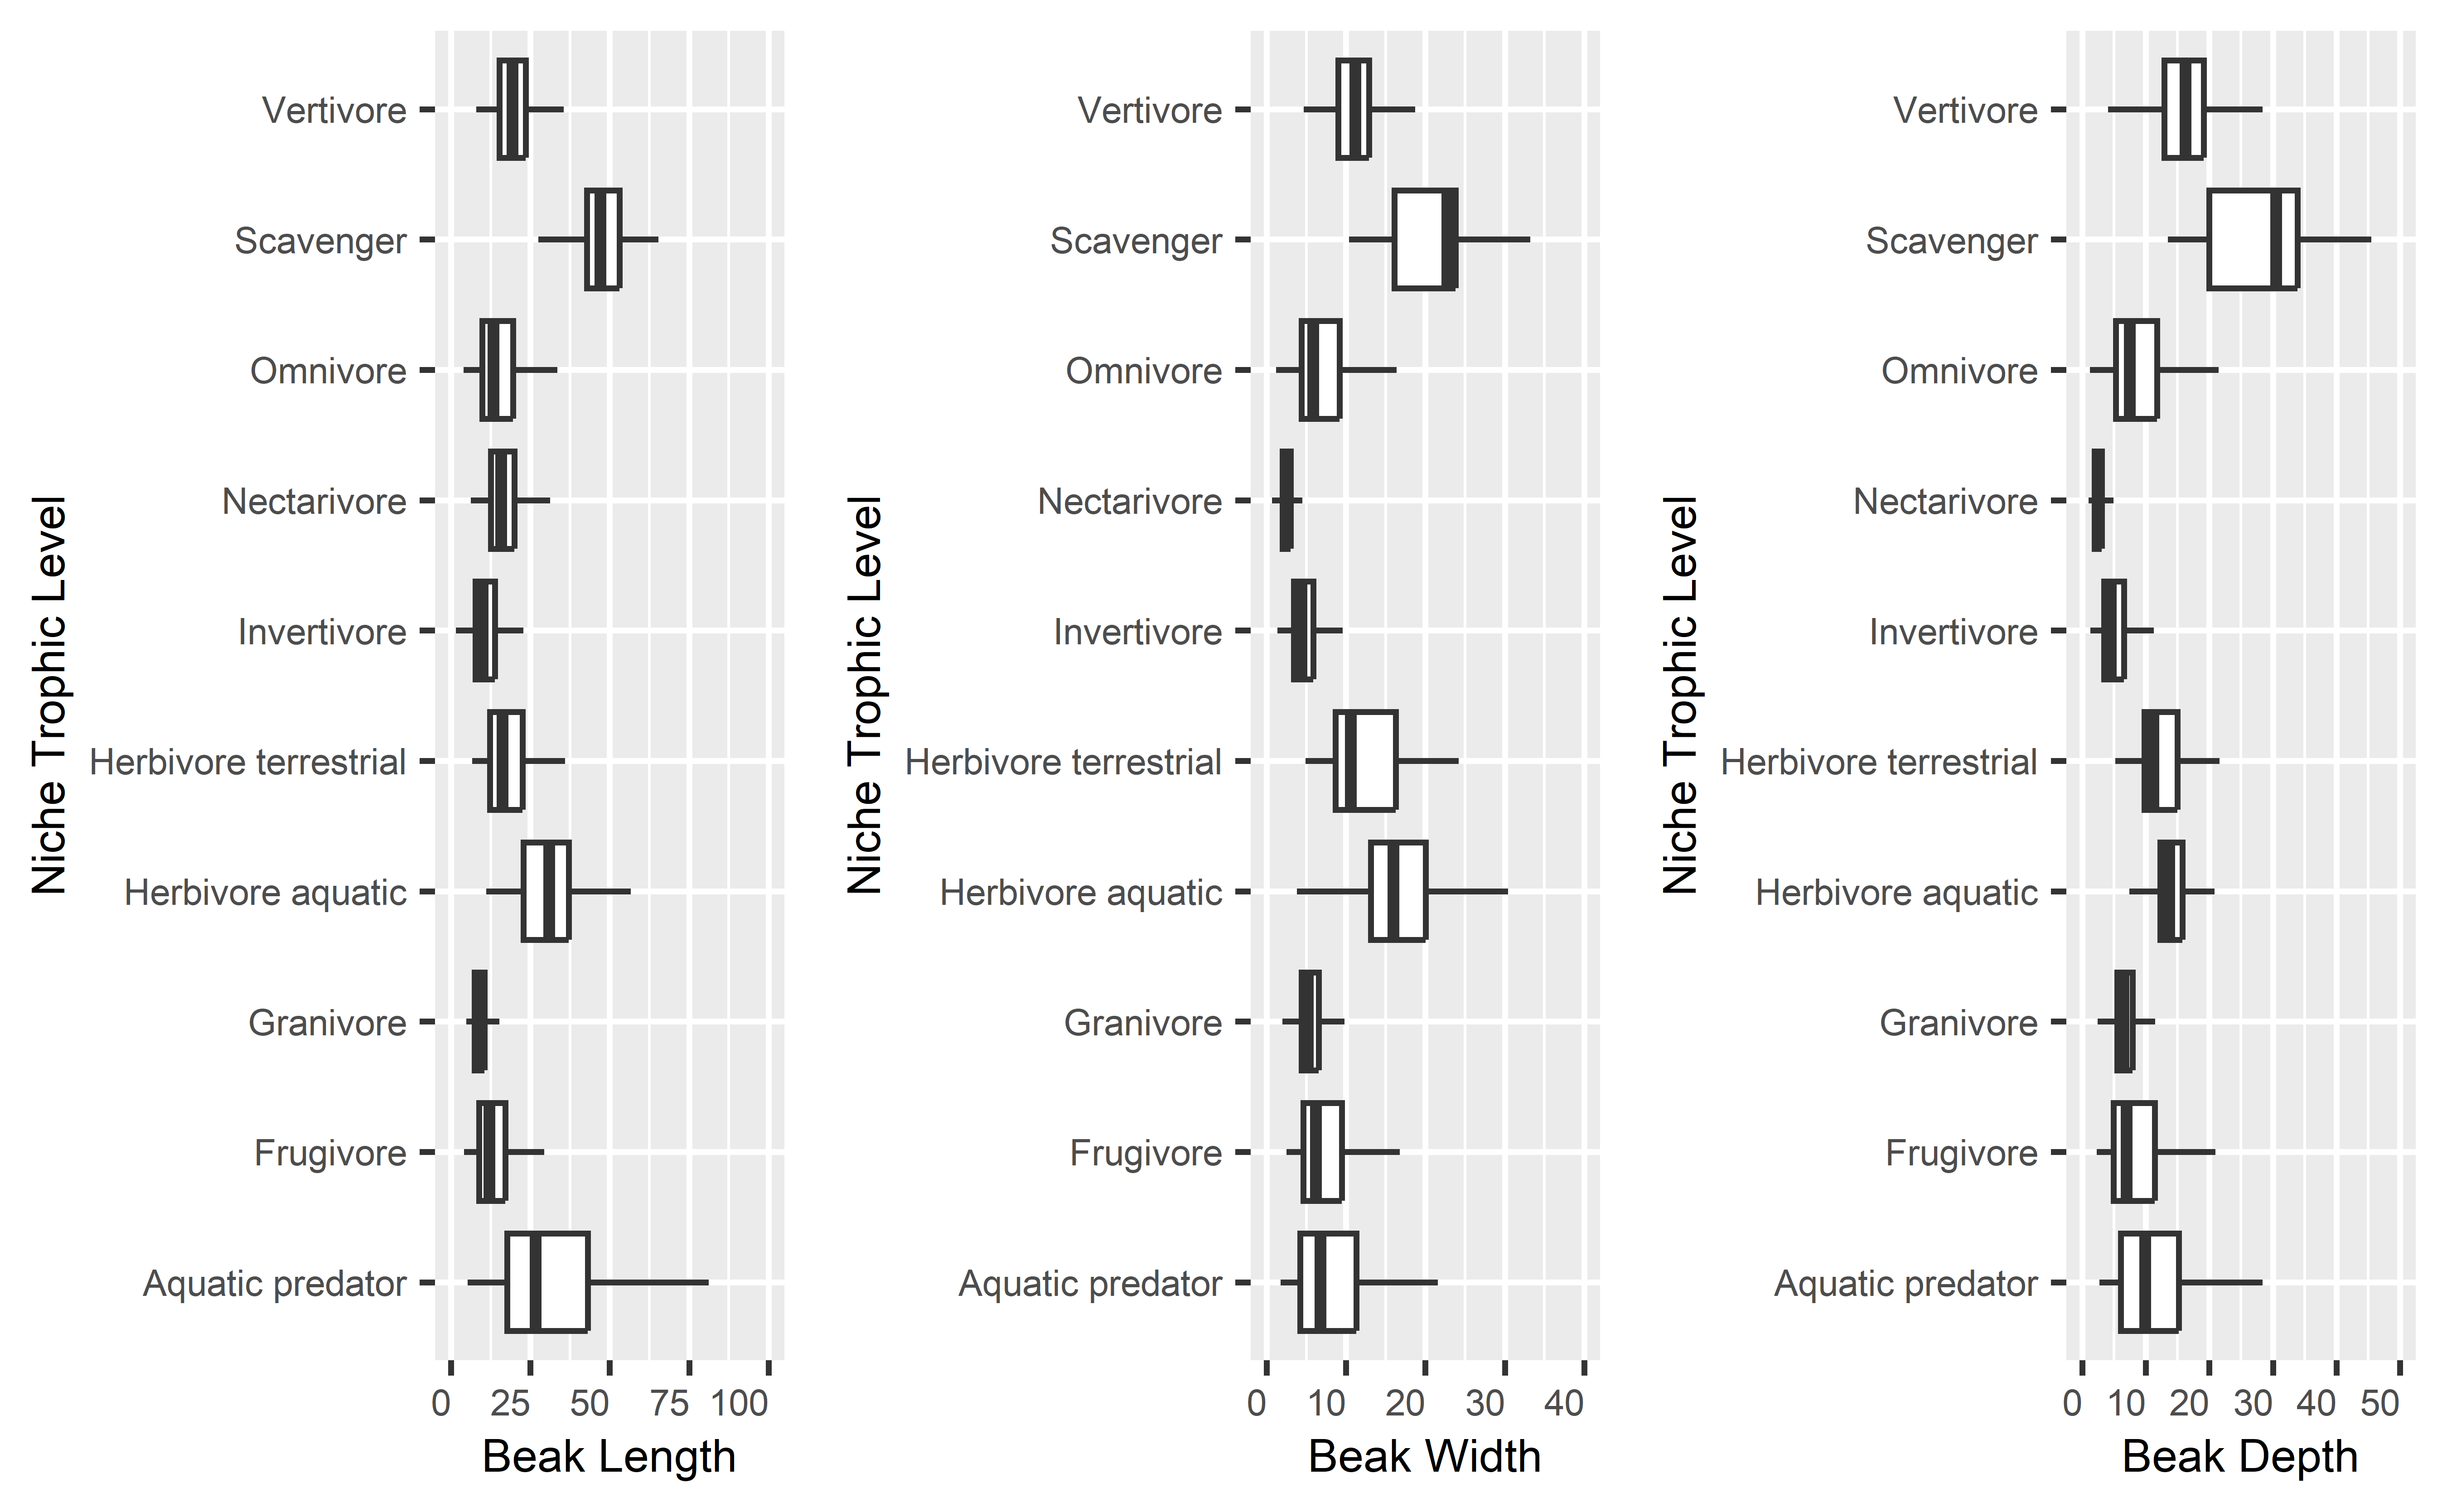 Niche Trophic Level
Vertivore
Scavenger
Omnivore
Nectarivore
Invertivore
Herbivore terrestrial
Herbivore aquatic
Granivore
Frugivore
Aquatic predator
0 25 50 75 100
Beak Length
Niche Trophic Level
Vertivore
Scavenger
Omnivore
Nectarivore
Invertivore
Herbivore terrestrial
Herbivore aquatic
Granivore
Frugivore
Aquatic predator
0 10 20 30 40
Beak Width
Niche Trophic Level
Vertivore
Scavenger
Omnivore
Nectarivore
Invertivore
Herbivore terrestrial
Herbivore aquatic
Granivore
Frugivore
Aquatic predator
0 10 20 30 40 50
Beak Depth